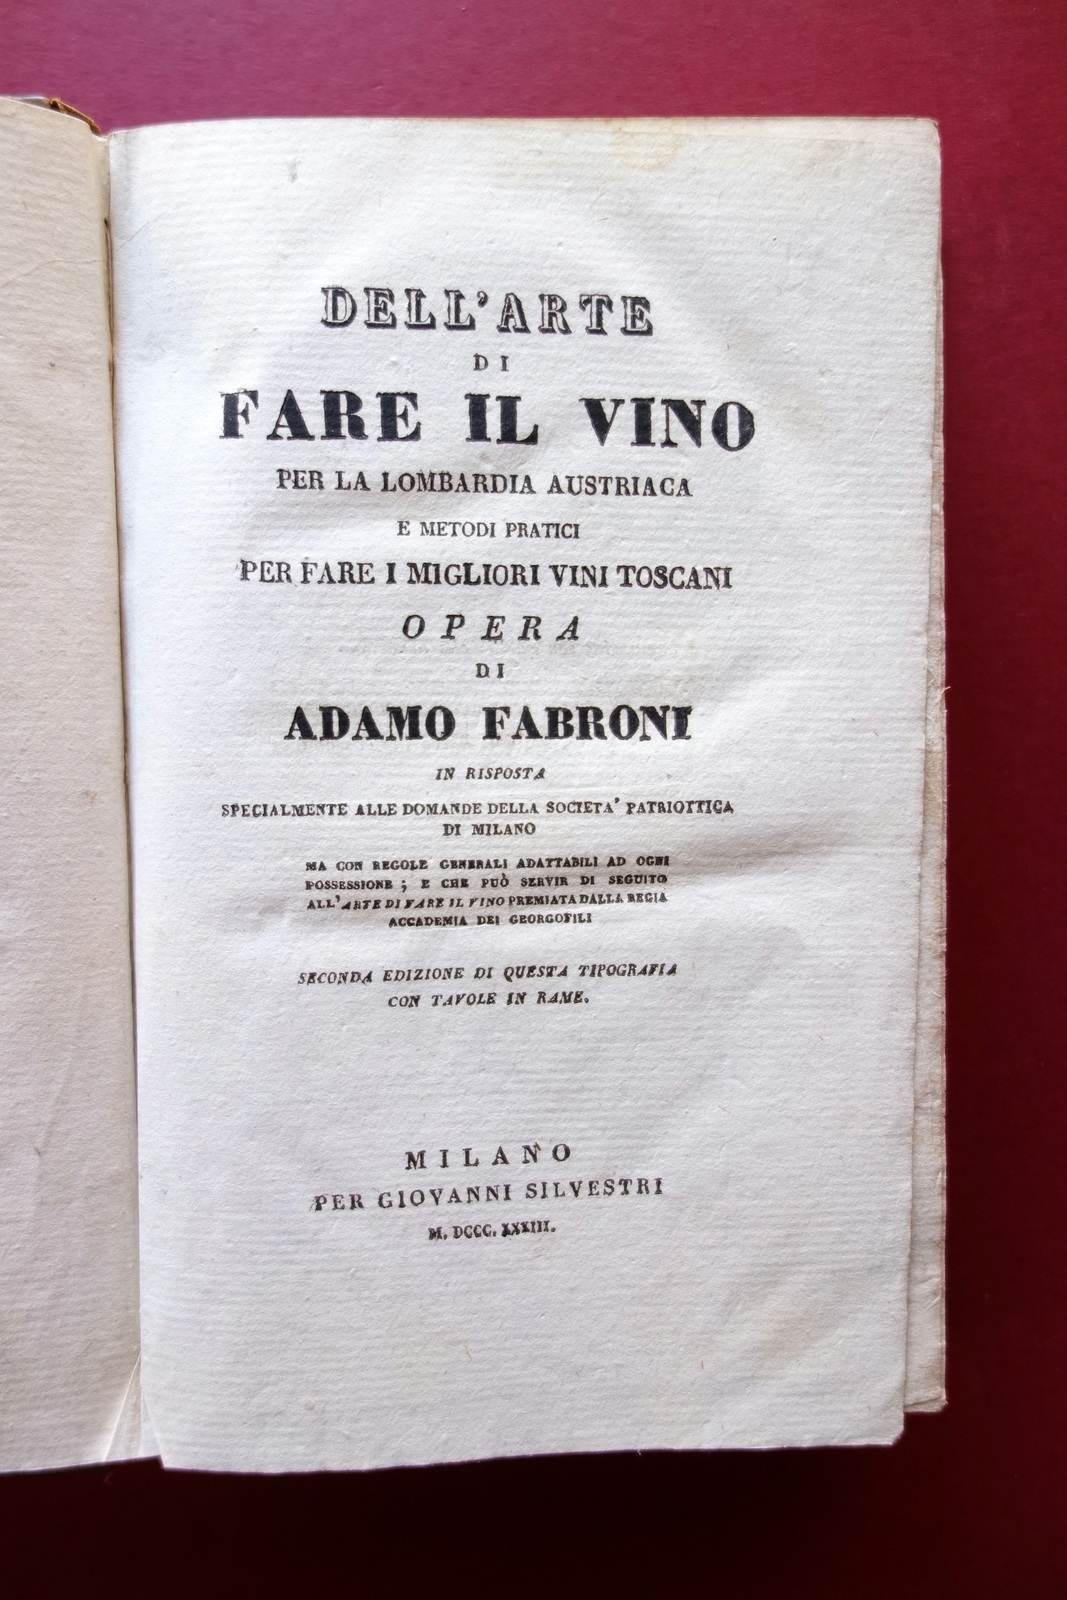 DELL'ARTE
DI
FARE IL VINO
PER LA LOMBARDIA AUSTRIACA
E METODI PRATICI
PER FARE I MIGLIORI VINI TOSCANI
OPERA
DI
ADAMO FABRONI
IN RISPOSTA
SPECIALMENTE ALLE DOMANDE DELLA SOCIETA' PATRIOTTICA
DI MILANO
MA CON REGOLE GENERALI ADATTABILI AD OGNI
POSSESSIONE ; E CHE PUÒ SERVIR DI SEGUITO
ALL'ARTE DI FARE IL VINO PREMIATA DALLA REGIA
ACCADEMIA DEI GEORGOFILI
SECONDA EDIZIONE DI QUESTA TIPOGRAFIA
CON TAVOLE IN RAME.
MILANO
PER GIOVANNI SILVESTRI
M. DCCC. XXXIII.